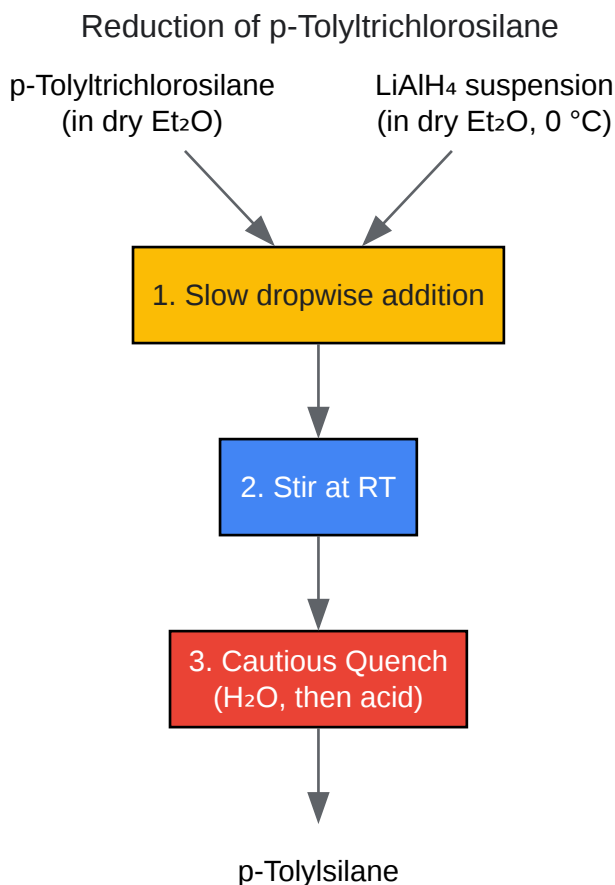 Reduction of p-Tolyltrichlorosilane
p-Tolyltrichlorosilane
(in dry Et₂O)
LiAlH₄ suspension
(in dry Et₂O, 0 °C)
1. Slow dropwise addition
2. Stir at RT
3. Cautious Quench
(H₂O, then acid)
p-Tolylsilane